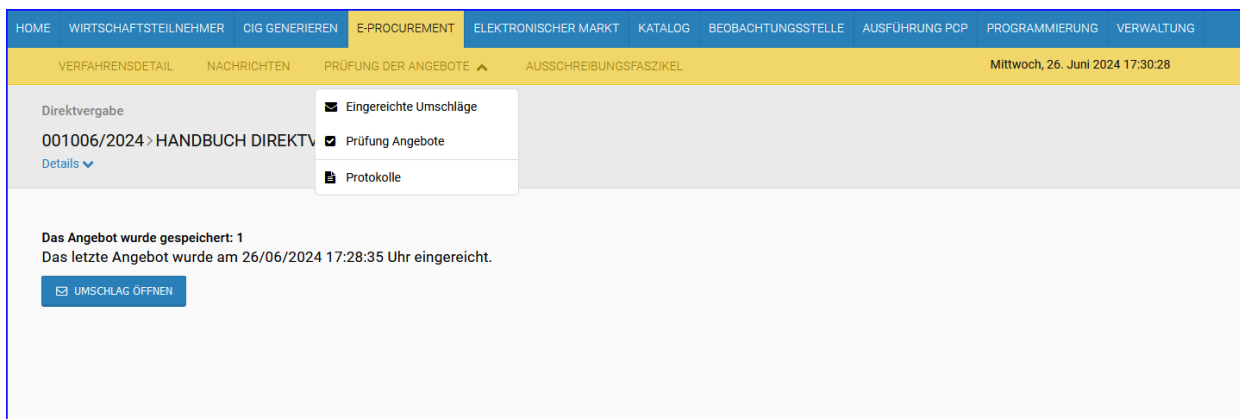 HOME WIRTSCHAFTSTEILNEHMER CIG GENERIEREN E-PROCUREMENT ELEKTRONISCHER MARKT KATALOG BEOBACHTUNGSSTELLE AUSFÜHRUNG PCP PROGRAMMIERUNG VERWALTUNG
VERFAHRENSDETAIL NACHRICHTEN PRÜFUNG DER ANGEBOTE AUSSCHREIBUNGSFASZIKEL Mittwoch, 26. Juni 2024 17:30:28
Direktvergabe
001006/2024 > HANDBUCH DIREKTV
Details
Eingereichte Umschläge
Prüfung Angebote
Protokolle
Das Angebot wurde gespeichert: 1
Das letzte Angebot wurde am 26/06/2024 17:28:35 Uhr eingereicht.
UMSCHLAG ÖFFNEN